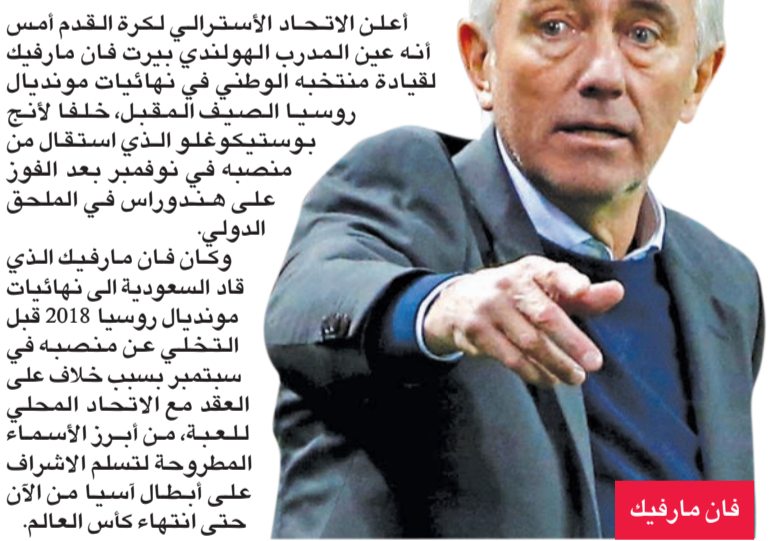 أعلن الاتحاد الأسترالي لكرة القدم أمس
أنه عين المدرب الهولندي بيرت فان مارفيك
لقيادة منتخبه الوطني في نهائيات مونديال
روسيا الصيف المقبل، خلفا لأنج
بوستيكوغلو الذي استقال من
منصبه في نوفمبر بعد الفوز
على هندوراس في الملحق
الدولي.
وكان فان مارفيك الذي
قاد السعودية الى نهائيات
مونديال روسيا 2018 قبل
التخلي عن منصبه في
سبتمبر بسبب خلاف على
العقد مع الاتحاد المحلي
للعبة، من أبرز الأسماء
المطروحة لتسلم الاشراف
على أبطال آسيا من الآن
حتى انتهاء كأس العالم.
فان مارفيك